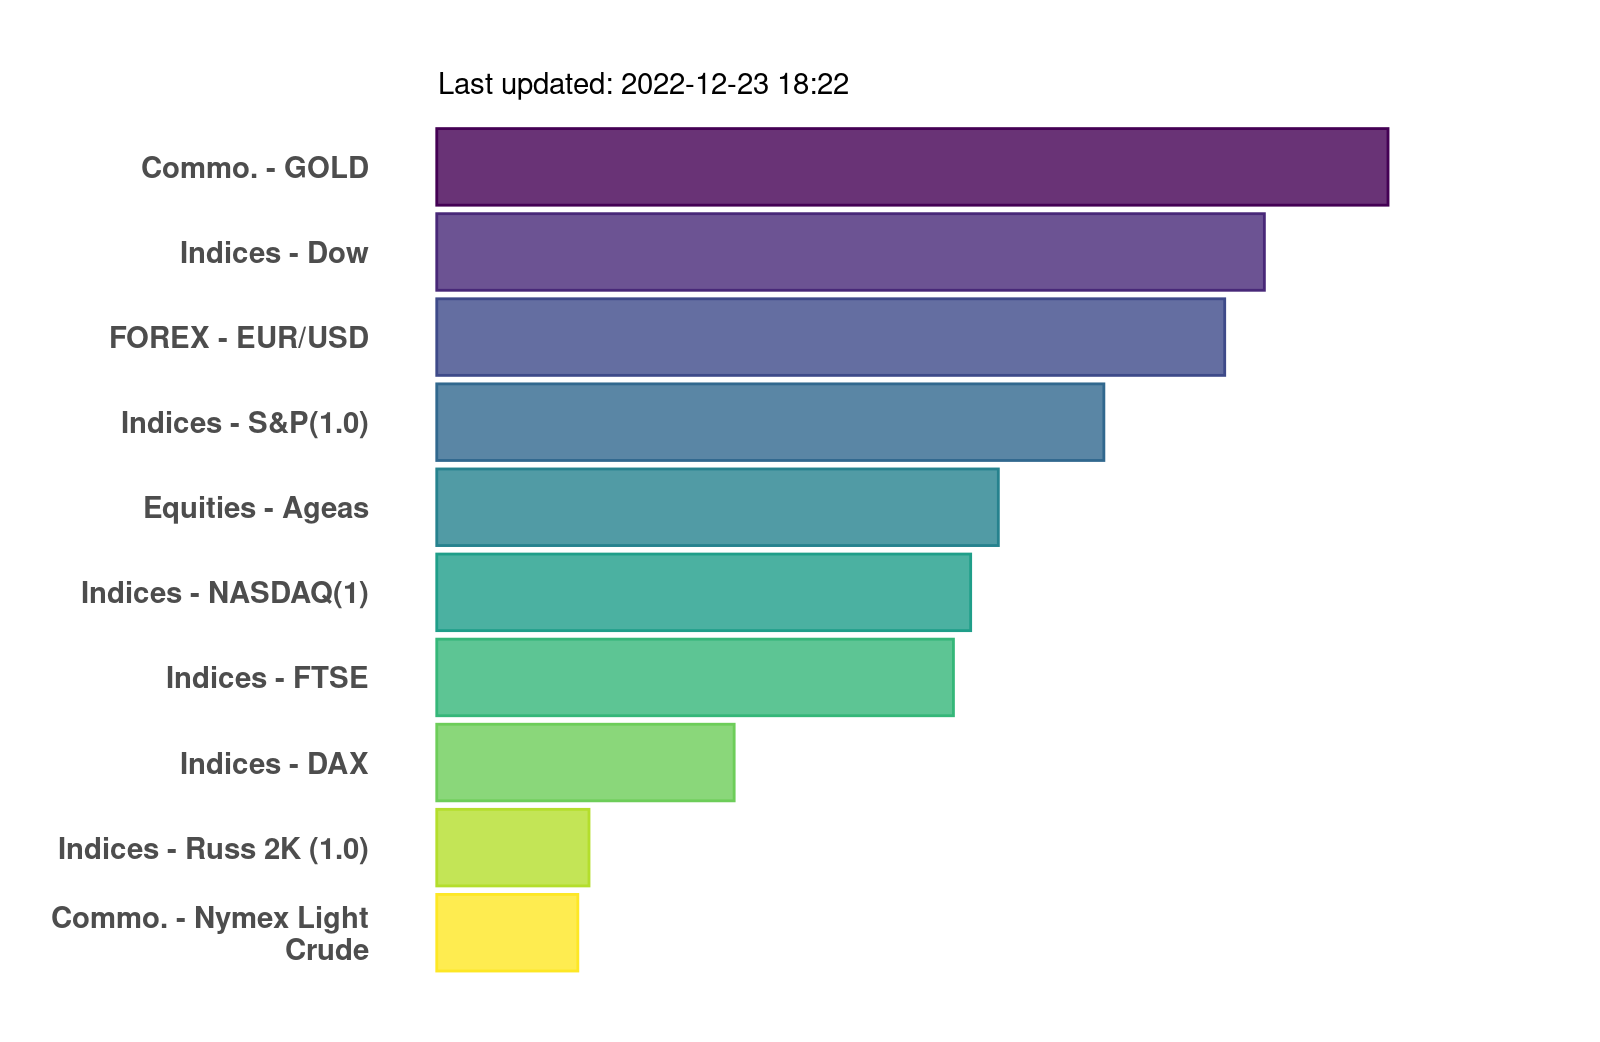 Last updated: 2022-12-23 18:22
Commo. - GOLD
Indices - Dow
FOREX - EUR/USD
Indices - S&P(1.0)
Equities - Ageas
Indices - NASDAQ(1)
Indices - FTSE
Indices - DAX
Indices - Russ 2K (1.0)
Commo. - Nymex Light
Crude